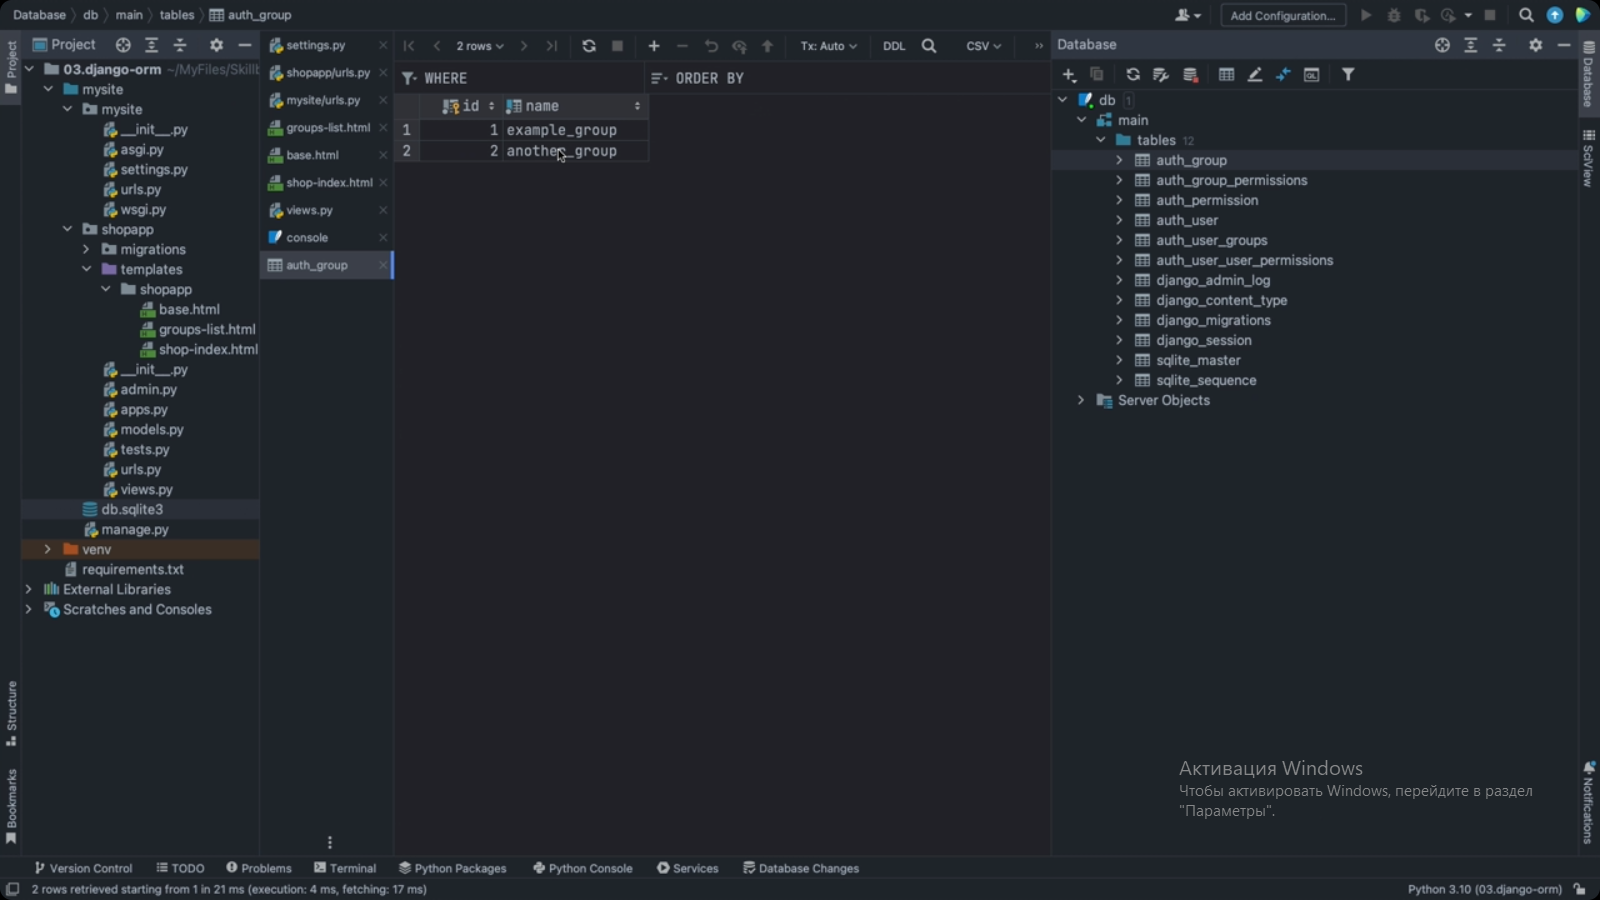 Database db main tables auth_group
Add Configuration...
Project
Project
03.django-orm ~/MyFiles/Skillb
mysite
mysite
__init__.py
asgi.py
settings.py
urls.py
wsgi.py
shopapp
migrations
templates
shopapp
base.html
groups-list.html
shop-index.html
__init__.py
admin.py
apps.py
models.py
tests.py
urls.py
views.py
db.sqlite3
manage.py
venv
requirements.txt
External Libraries
Scratches and Consoles
Structure
Bookmarks
settings.py
shopapp/urls.py
mysite/urls.py
groups-list.html
base.html
shop-index.html
views.py
console
auth_group
2 rows Tx: Auto DDL CSV
WHERE ORDER BY
id name
1 1 example_group
2 2 another_group
Database
db 1
main
tables 12
auth_group
auth_group_permissions
auth_permission
auth_user
auth_user_groups
auth_user_user_permissions
django_admin_log
django_content_type
django_migrations
django_session
sqlite_master
sqlite_sequence
Server Objects
Database
SciView
Notifications
Активация Windows
Чтобы активировать Windows, перейдите в раздел
"Параметры".
Version Control TODO Problems Terminal Python Packages Python Console Services Database Changes
2 rows retrieved starting from 1 in 21 ms (execution: 4 ms, fetching: 17 ms) Python 3.10 (03.django-orm)